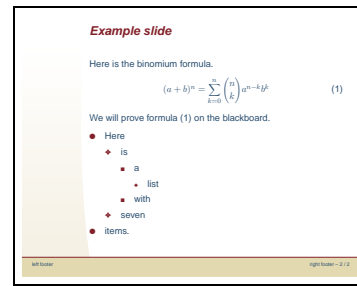 Example slide
Here is the binomium formula.
(a + b)^n = \sum_{k=0}^{n} \binom{n}{k} a^{n-k} b^k (1)
We will prove formula (1) on the blackboard.
Here
is
a
list
with
seven
items.
left footer
right footer – 2 / 2